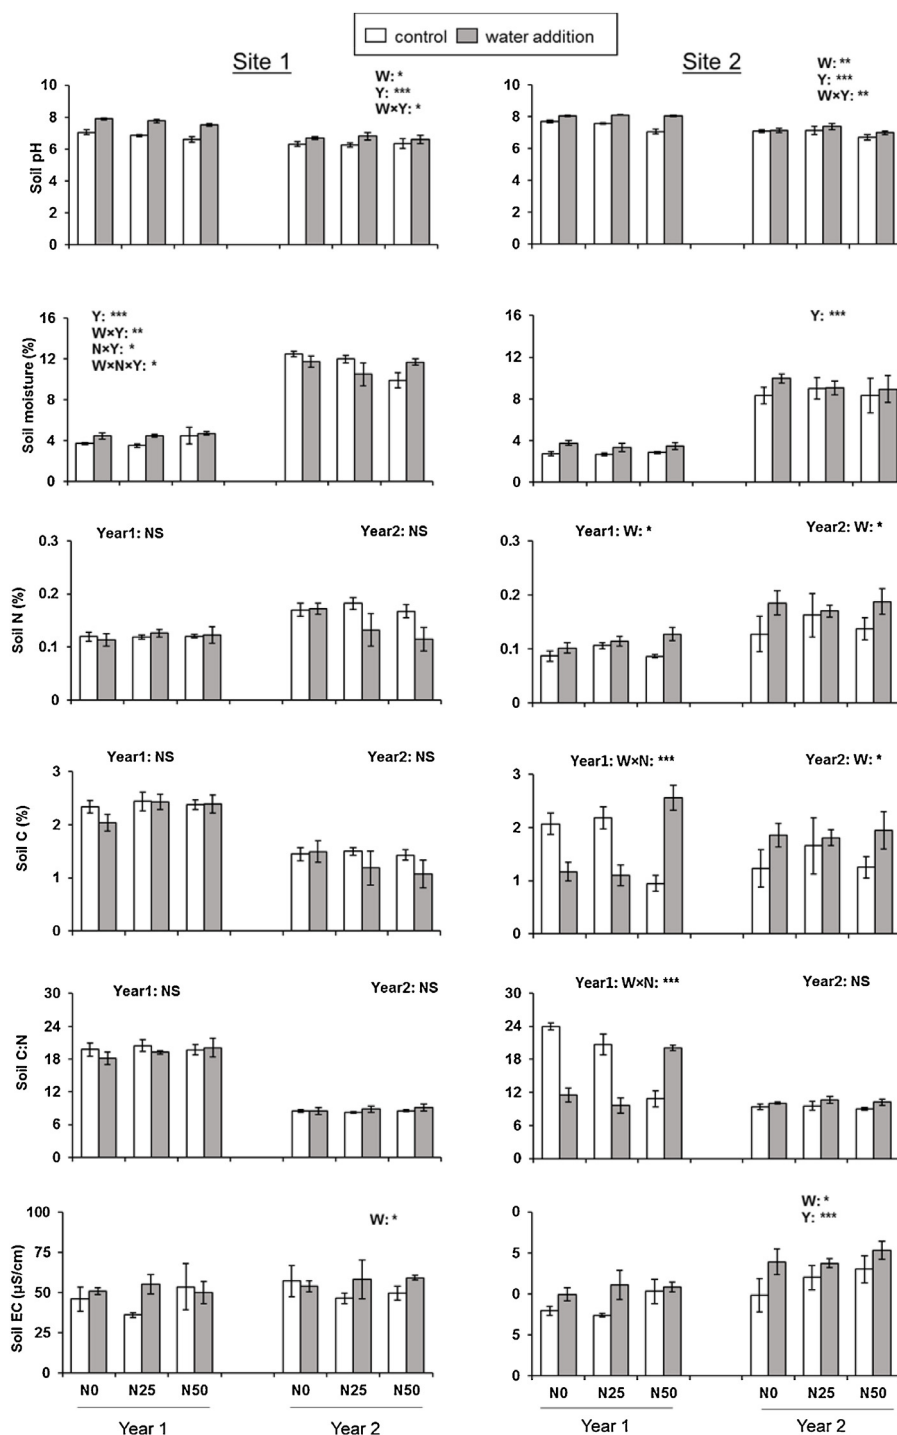 control water addition
Site 1 Site 2
W: *
Y: ***
W×Y: *
W: **
Y: ***
W×Y: **
Soil pH
10
8
6
4
2
0
10
8
6
4
2
0
Y: ***
W×Y: **
N×Y: *
W×N×Y: *
Y: ***
Soil moisture (%)
16
12
8
4
0
16
12
8
4
0
Year1: NS Year2: NS Year1: W: * Year2: W: *
Soil N (%)
0.3
0.2
0.1
0
0.3
0.2
0.1
0
Year1: NS Year2: NS Year1: W×N: *** Year2: W: *
Soil C (%)
3
2
1
0
3
2
1
0
Year1: NS Year2: NS Year1: W×N: *** Year2: NS
Soil C:N
30
24
18
12
6
0
30
24
18
12
6
0
W: *
W: *
Y: ***
Soil EC (µS/cm)
100
75
50
25
0
0
5
0
5
0
N0 N25 N50 N0 N25 N50 N0 N25 N50 N0 N25 N50
Year 1 Year 2 Year 1 Year 2